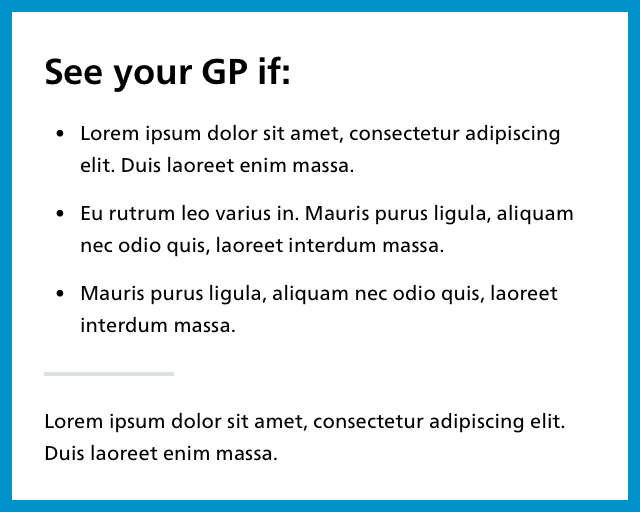 See your GP if:
• Lorem ipsum dolor sit amet, consectetur adipiscing
elit. Duis laoreet enim massa.
• Eu rutrum leo varius in. Mauris purus ligula, aliquam
nec odio quis, laoreet interdum massa.
• Mauris purus ligula, aliquam nec odio quis, laoreet
interdum massa.
Lorem ipsum dolor sit amet, consectetur adipiscing elit.
Duis laoreet enim massa.